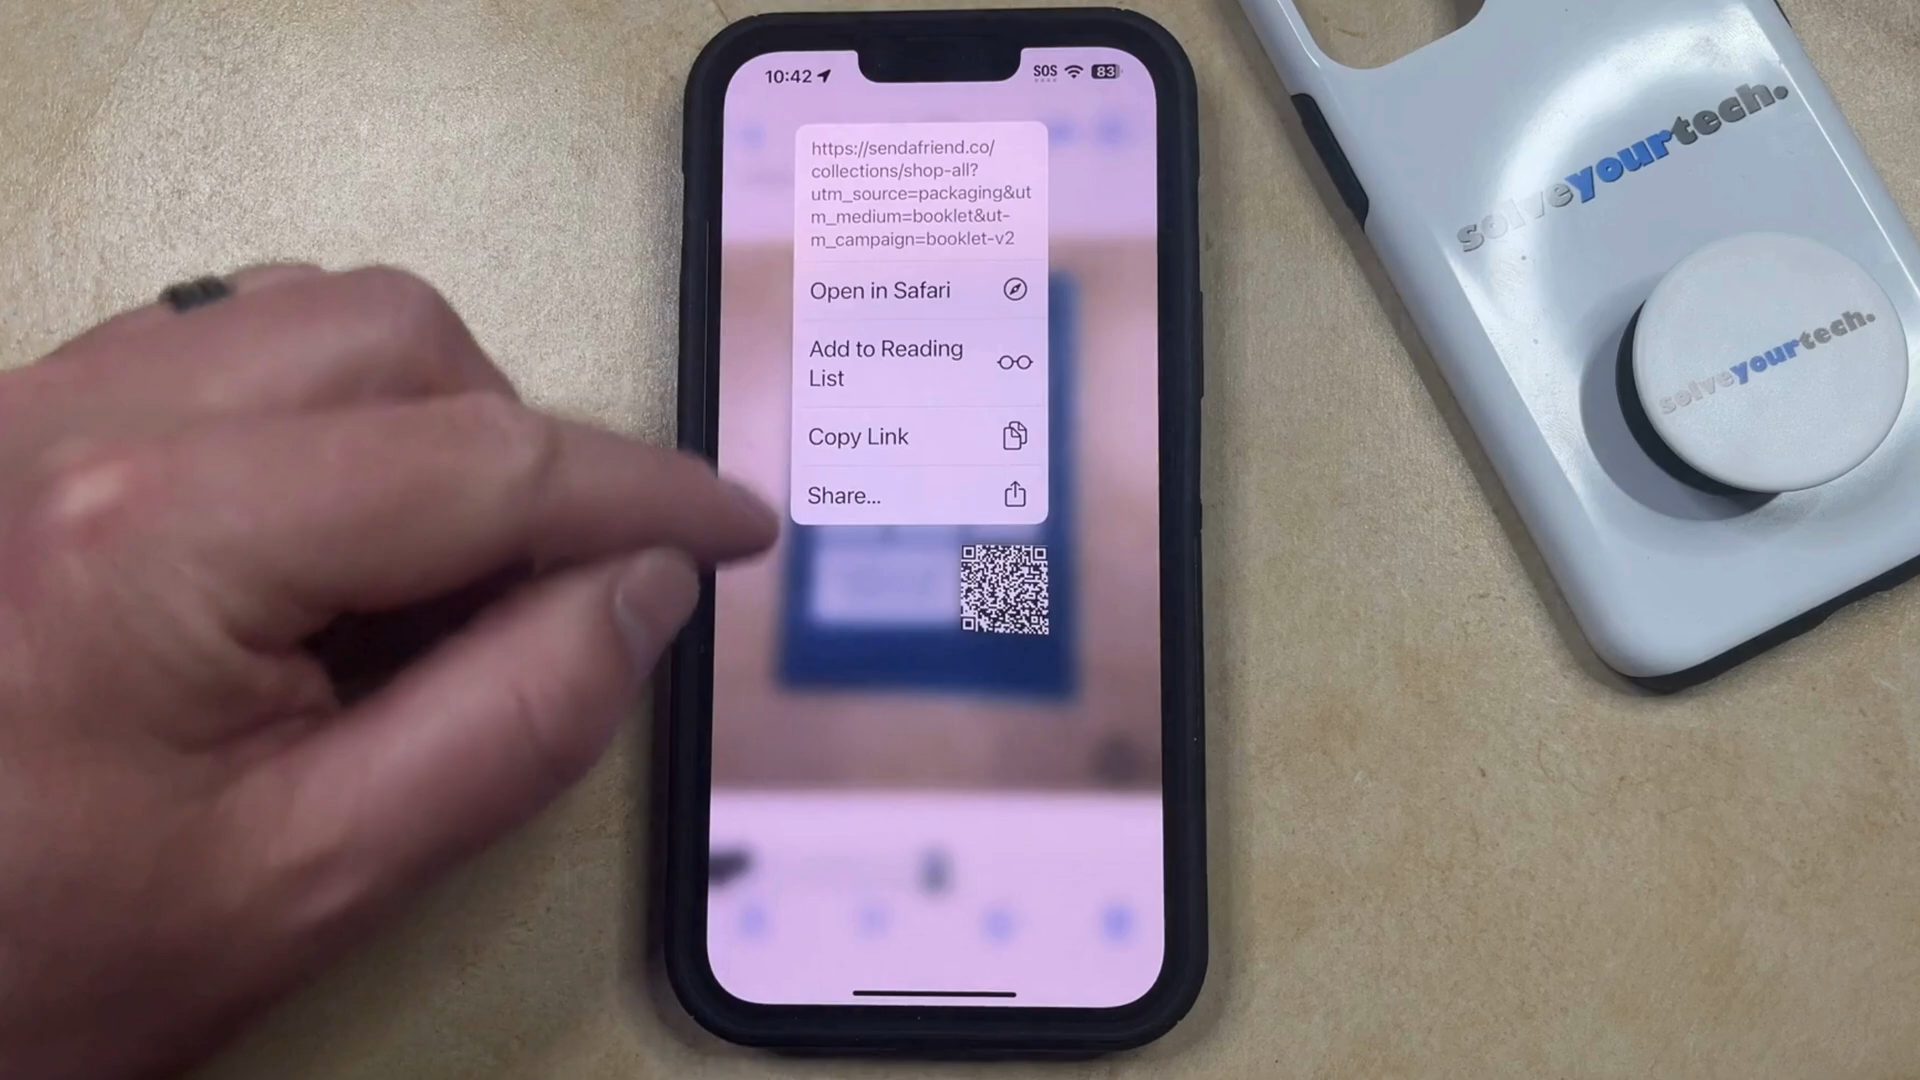 10:42
SOS
83
https://sendafriend.co/
collections/shop-all?
utm_source=packaging&ut
m_medium=booklet&ut-
m_campaign=booklet-v2
Open in Safari
Add to Reading
List
Copy Link
Share...
solveyourtech.
solveyourtech.